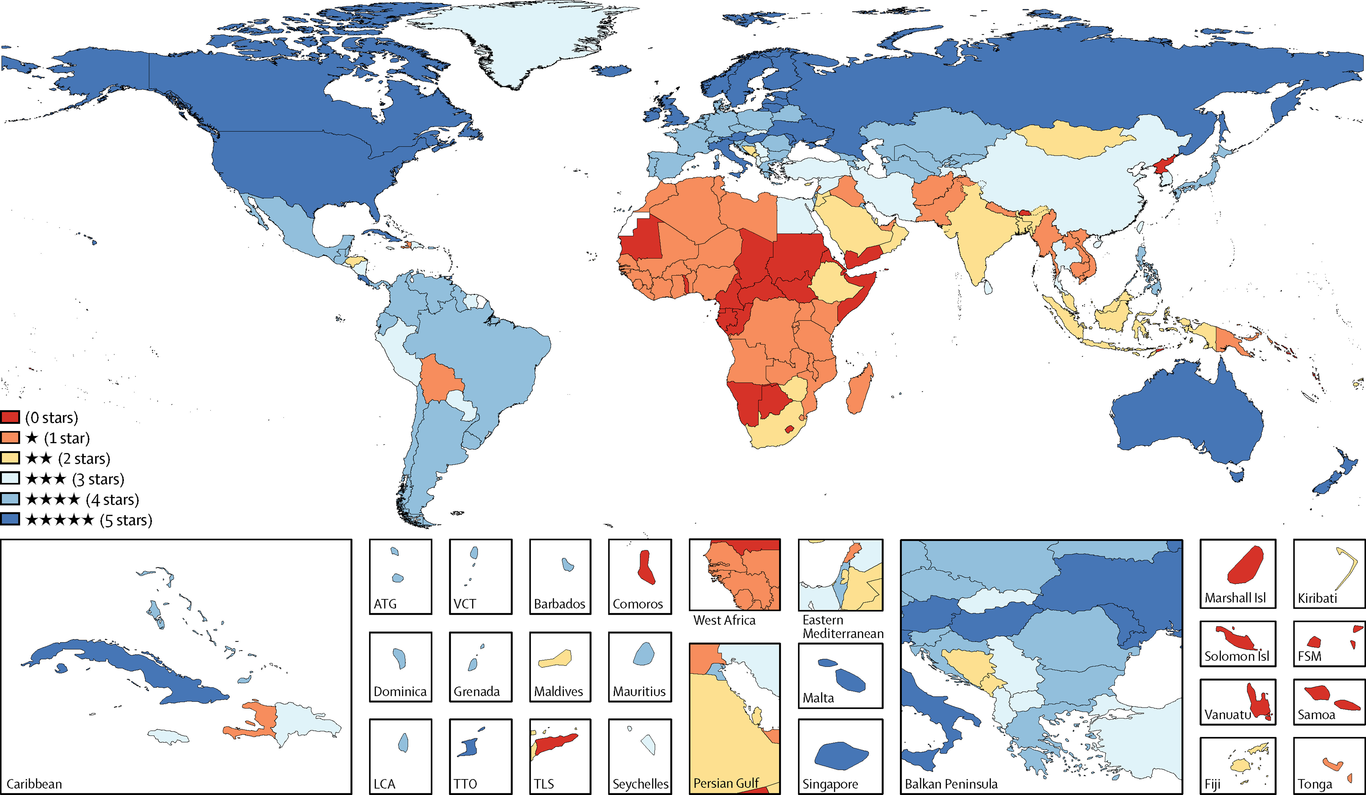 (0 stars)
★ (1 star)
★★ (2 stars)
★★★ (3 stars)
★★★★ (4 stars)
★★★★★ (5 stars)
Caribbean
ATG
VCT
Barbados
Comoros
Dominica
Grenada
Maldives
Mauritius
LCA
TTO
TLS
Seychelles
West Africa
Eastern
Mediterranean
Persian Gulf
Malta
Singapore
Balkan Peninsula
Marshall Isl
Kiribati
Solomon Isl
FSM
Vanuatu
Samoa
Fiji
Tonga